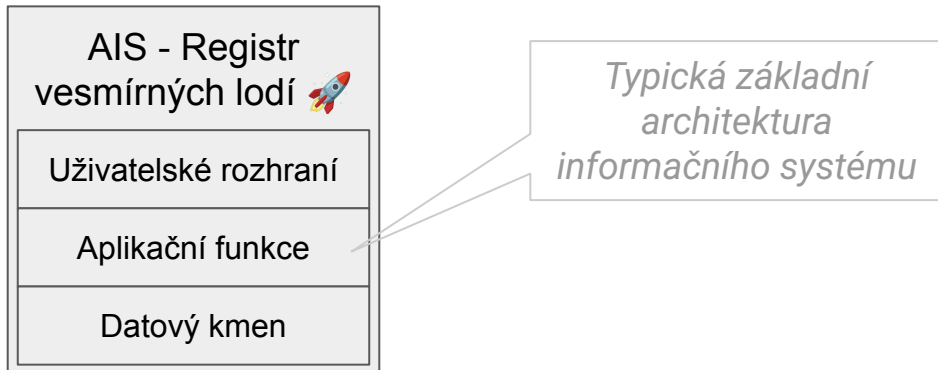 AIS - Registr
vesmírných lodí 🚀
Uživatelské rozhraní
Aplikační funkce
Datový kmen
Typická základní
architektura
informačního systému